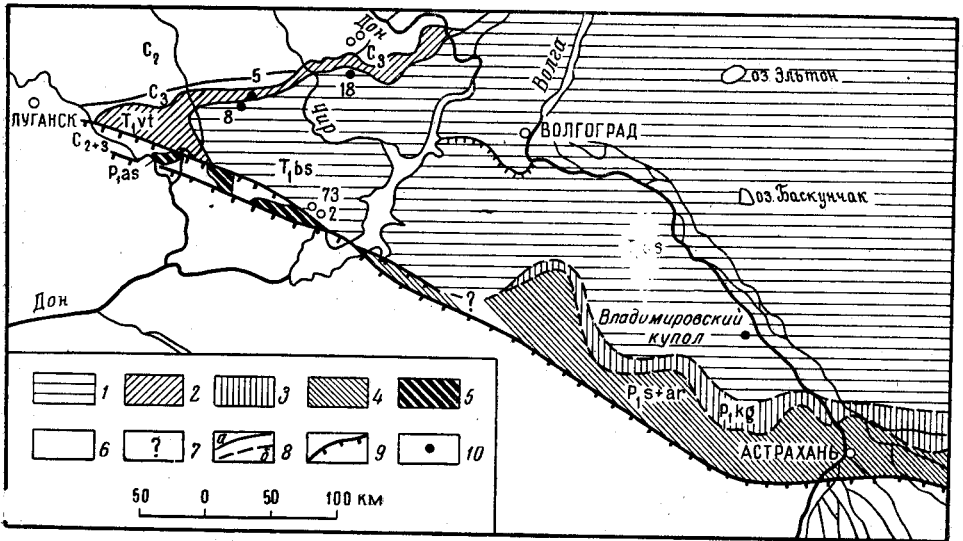 Дон
C₂
C₃
Волга
оз Эльтон
C₃
5
18
8
Чир
ЛУГАНСК
T₁vt
ВОЛГОГРАД
C₂₊₃
P₁as
T₁bs
73
2
оз. Баскунчак
s
Дон
?
Владимировский
купол
P₁s+ar
P₁kg
АСТРАХАНЬ
1 2 3 4 5
6 ? 7 а б 8 9 10
50 0 50 100 км